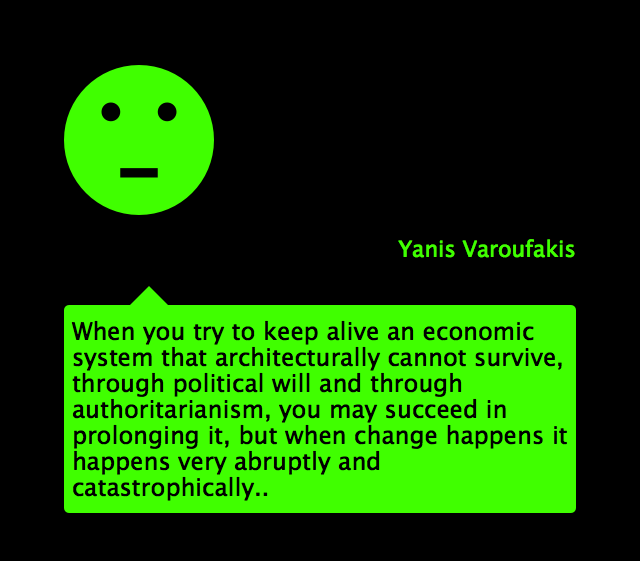 Yanis Varoufakis
When you try to keep alive an economic
system that architecturally cannot survive,
through political will and through
authoritarianism, you may succeed in
prolonging it, but when change happens it
happens very abruptly and
catastrophically..